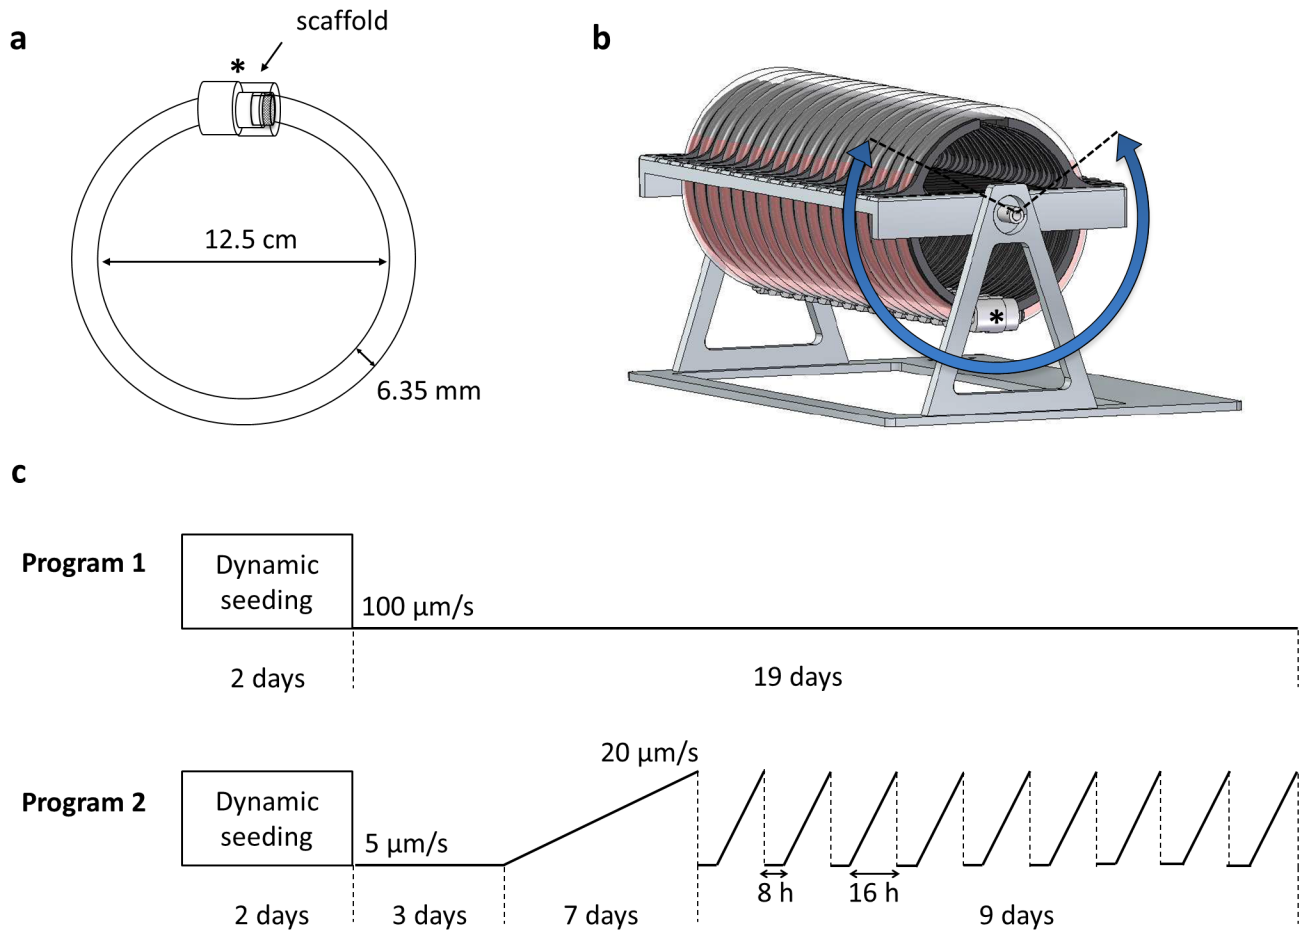 a
scaffold
*
12.5 cm
6.35 mm
b
*
c
Program 1
Dynamic
seeding
100 µm/s
2 days
19 days
Program 2
Dynamic
seeding
5 µm/s
20 µm/s
8 h
16 h
2 days
3 days
7 days
9 days